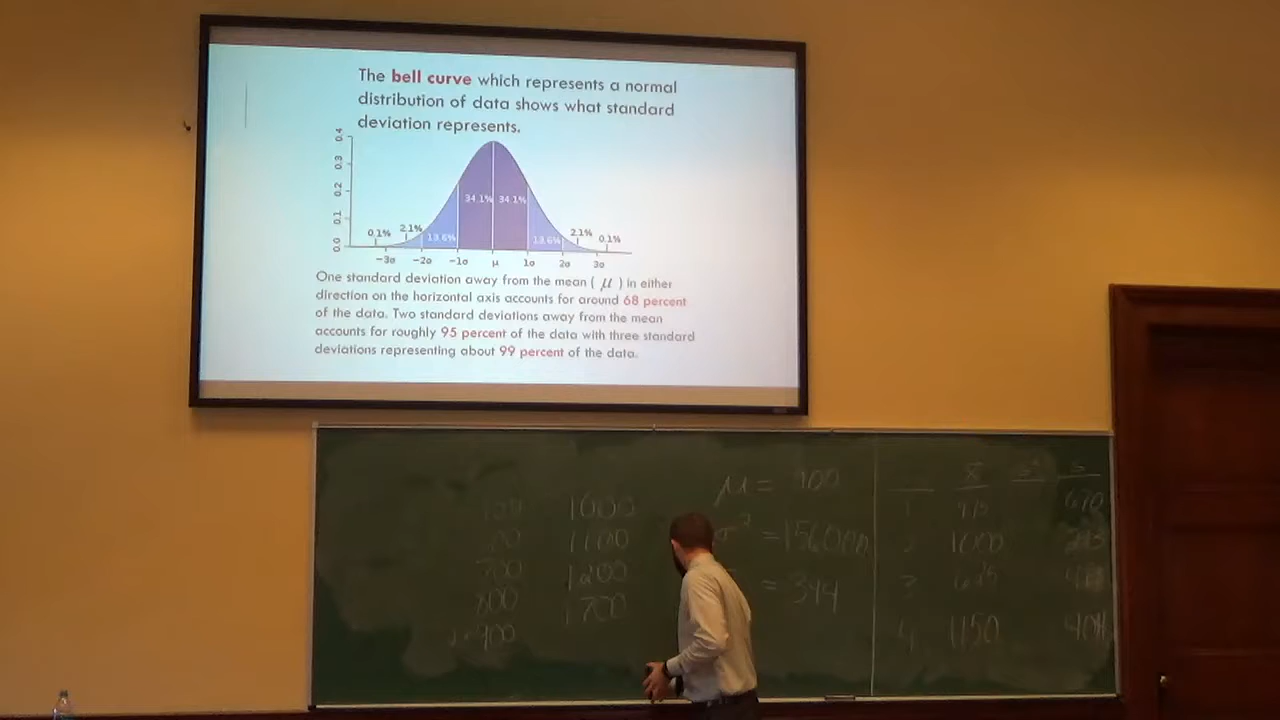 The bell curve which represents a normal
distribution of data shows what standard
deviation represents.
0.4
0.3
0.2
0.1
0.0
0.1% 2.1% 13.6% 34.1% 34.1% 13.6% 2.1% 0.1%
−3σ −2σ −1σ μ 1σ 2σ 3σ
One standard deviation away from the mean ( μ ) in either
direction on the horizontal axis accounts for around 68 percent
of the data. Two standard deviations away from the mean
accounts for roughly 95 percent of the data with three standard
deviations representing about 99 percent of the data.
1000
1100
700 1200
800 1700
900
μ =
σ² =
= 344
x̄ s
1 670
2 1000
3
4 1150